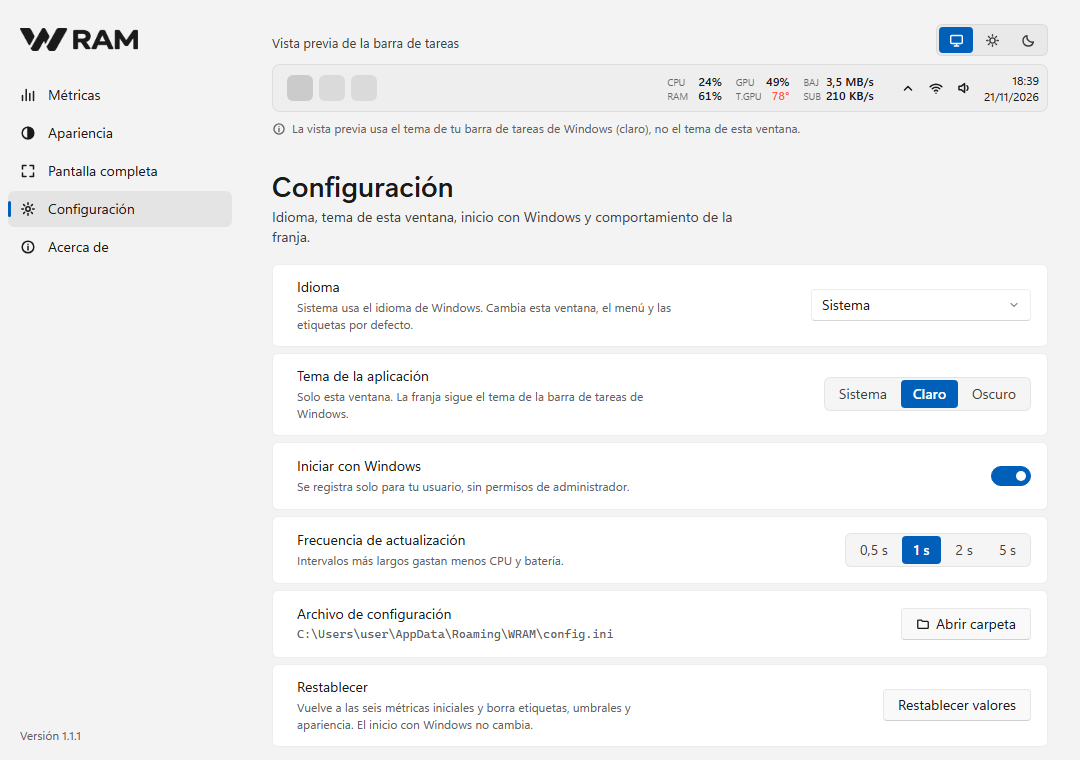 WRAM
Métricas
Apariencia
Pantalla completa
Configuración
Acerca de
Versión 1.1.1
Vista previa de la barra de tareas
CPU 24% GPU 49% BAJ 3,5 MB/s
RAM 61% T.GPU 78° SUB 210 KB/s
18:39
21/11/2026
La vista previa usa el tema de tu barra de tareas de Windows (claro), no el tema de esta ventana.
Configuración
Idioma, tema de esta ventana, inicio con Windows y comportamiento de la
franja.
Idioma
Sistema usa el idioma de Windows. Cambia esta ventana, el menú y las
etiquetas por defecto.
Sistema
Tema de la aplicación
Solo esta ventana. La franja sigue el tema de la barra de tareas de
Windows.
Sistema Claro Oscuro
Iniciar con Windows
Se registra solo para tu usuario, sin permisos de administrador.
Frecuencia de actualización
Intervalos más largos gastan menos CPU y batería.
0,5 s 1 s 2 s 5 s
Archivo de configuración
C:\Users\user\AppData\Roaming\WRAM\config.ini
Abrir carpeta
Restablecer
Vuelve a las seis métricas iniciales y borra etiquetas, umbrales y
apariencia. El inicio con Windows no cambia.
Restablecer valores